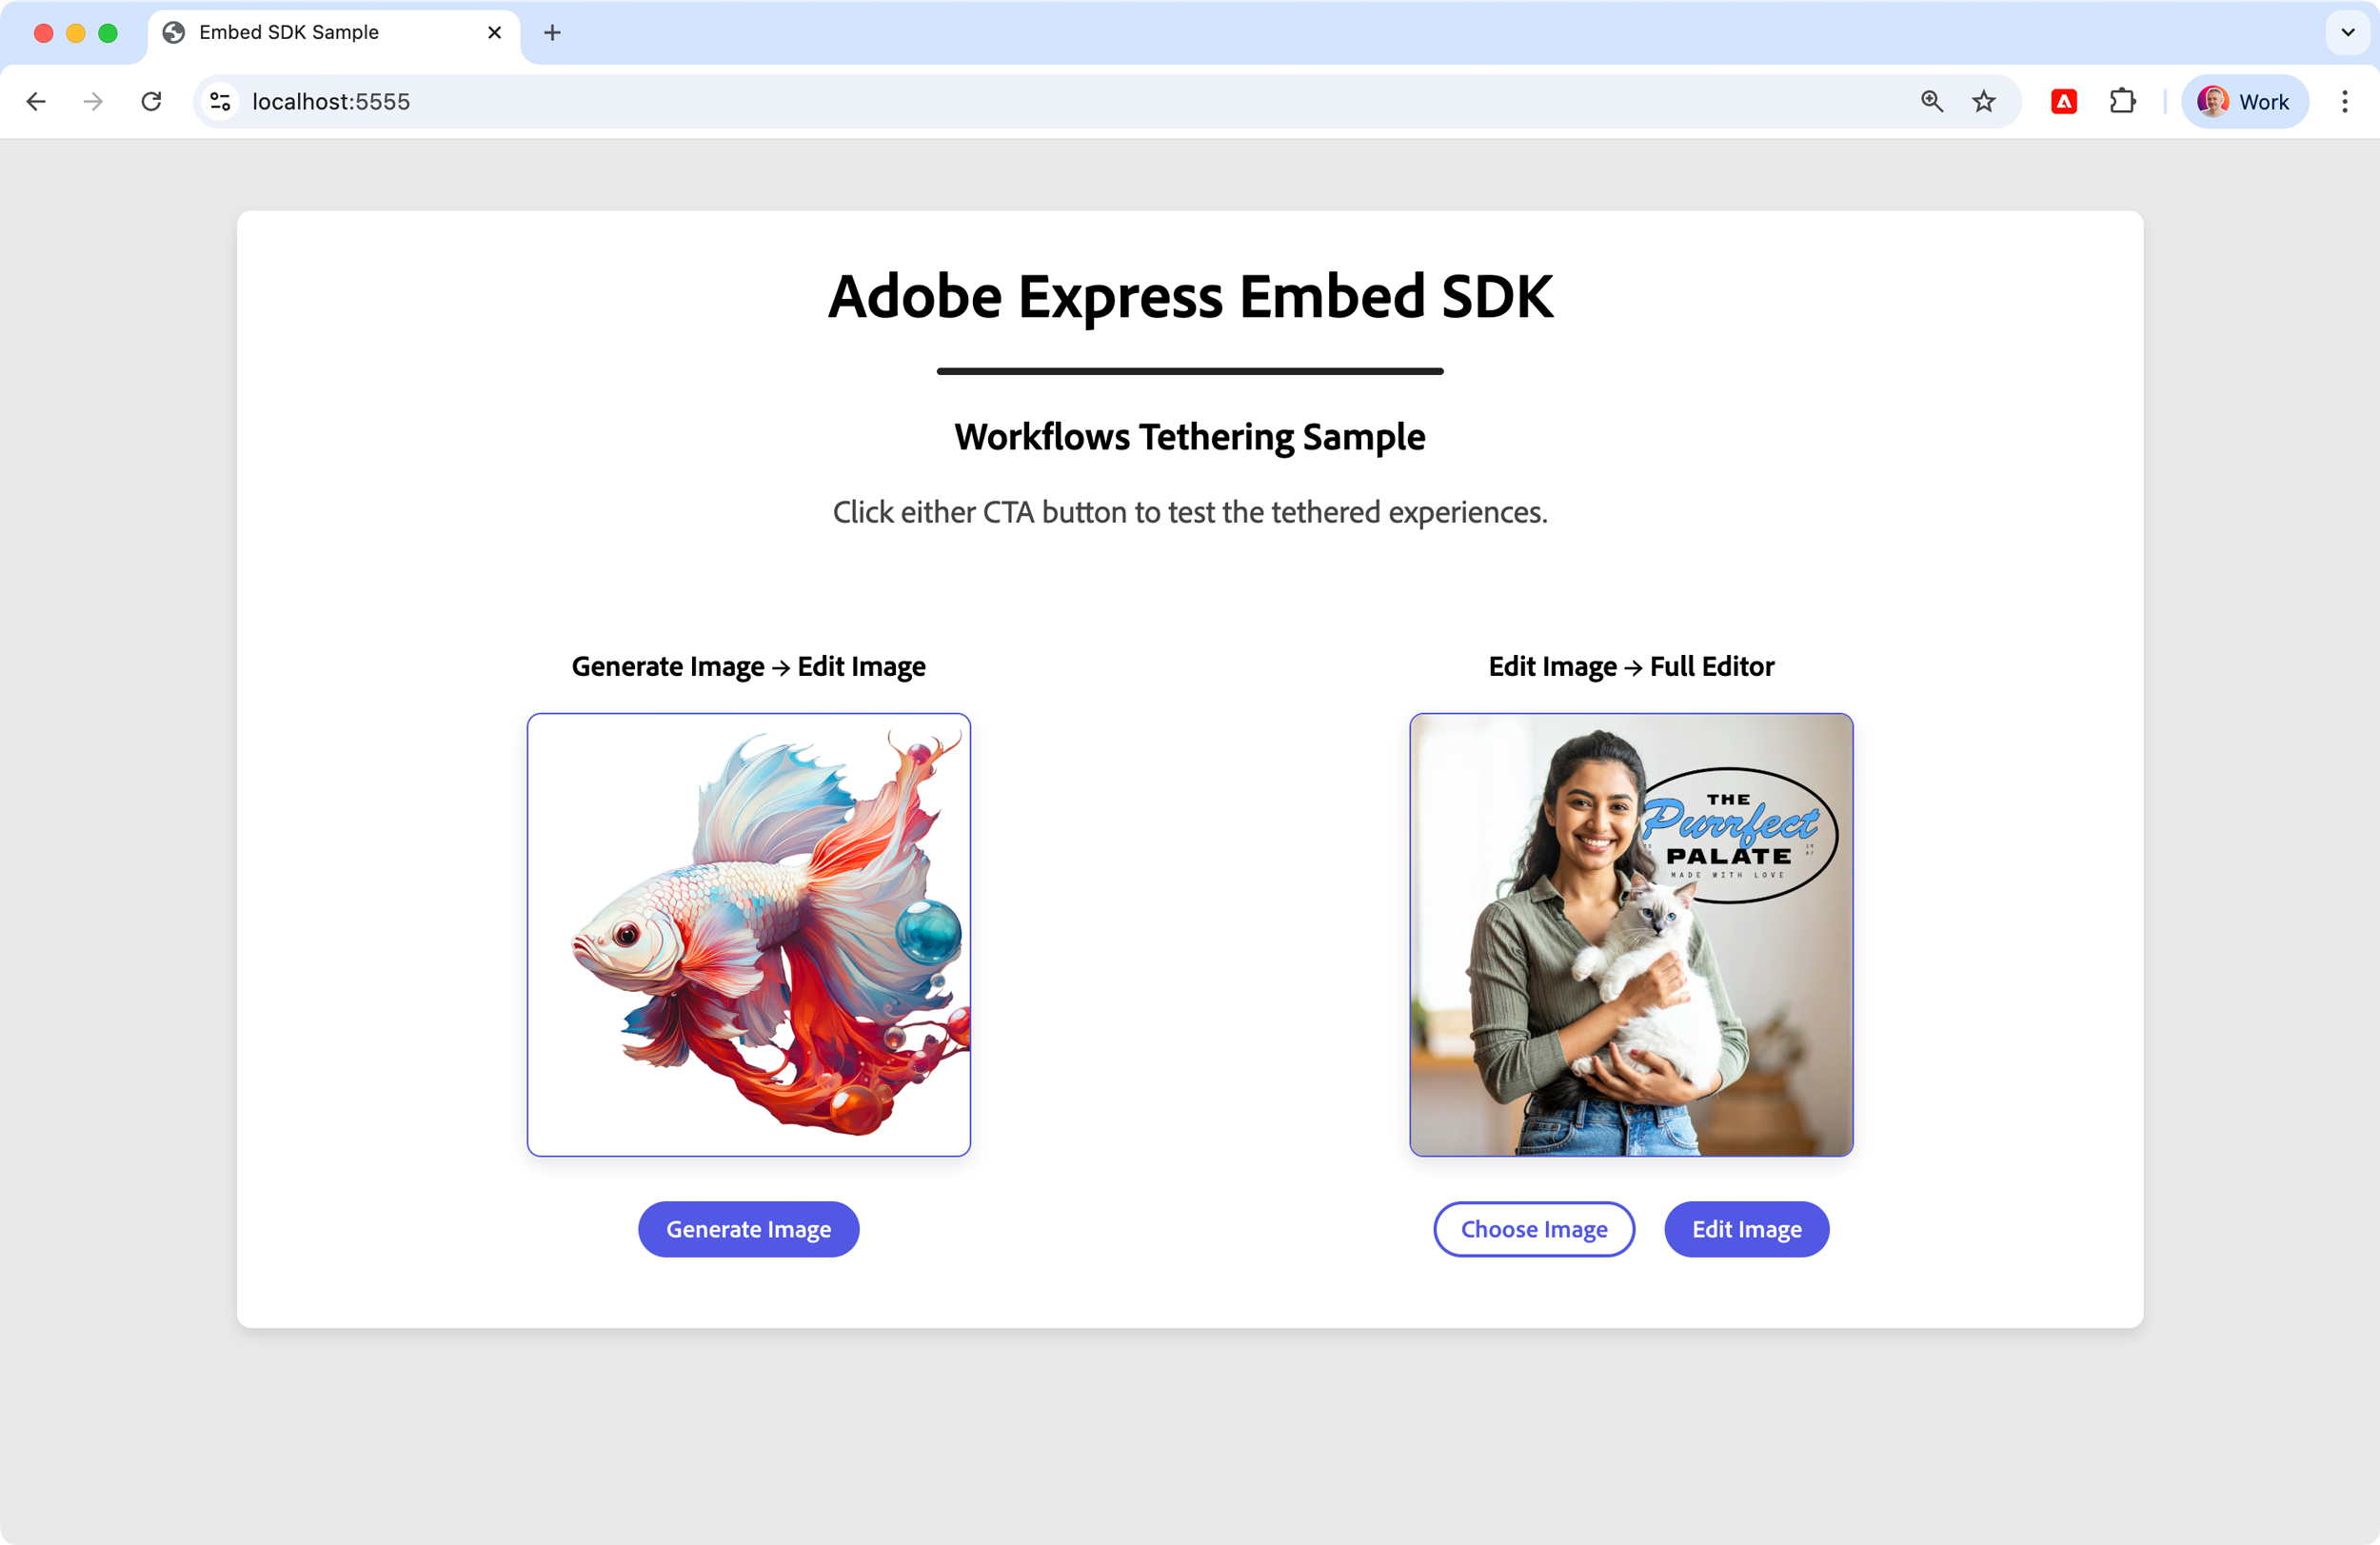 Embed SDK Sample
localhost:5555
Work
Adobe Express Embed SDK
Workflows Tethering Sample
Click either CTA button to test the tethered experiences.
Generate Image → Edit Image
Edit Image → Full Editor
THE
Purrfect
PALATE
MADE WITH LOVE
Generate Image
Choose Image
Edit Image